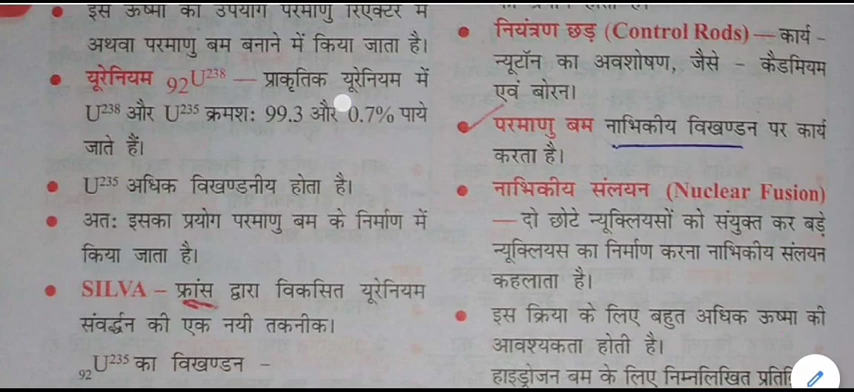 इस ऊष्मा का उपयोग परमाणु रिएक्टर में
अथवा परमाणु बम बनाने में किया जाता है।
यूरेनियम ₉₂U²³⁸ — प्राकृतिक यूरेनियम में
U²³⁸ और U²³⁵ क्रमश: 99.3 और 0.7% पाये
जाते हैं।
U²³⁵ अधिक विखण्डनीय होता है।
अत: इसका प्रयोग परमाणु बम के निर्माण में
किया जाता है।
SILVA – फ्रांस द्वारा विकसित यूरेनियम
संवर्द्धन की एक नयी तकनीक।
₉₂U²³⁵ का विखण्डन –
नियंत्रण छड़ (Control Rods) — कार्य –
न्यूटॉन का अवशोषण, जैसे – कैडमियम
एवं बोरन।
परमाणु बम नाभिकीय विखण्डन पर कार्य
करता है।
नाभिकीय संलयन (Nuclear Fusion)
— दो छोटे न्यूक्लियसों को संयुक्त कर बड़े
न्यूक्लियस का निर्माण करना नाभिकीय संलयन
कहलाता है।
इस क्रिया के लिए बहुत अधिक ऊष्मा की
आवश्यकता होती है।
हाइड्रोजन बम के लिए निम्नलिखित